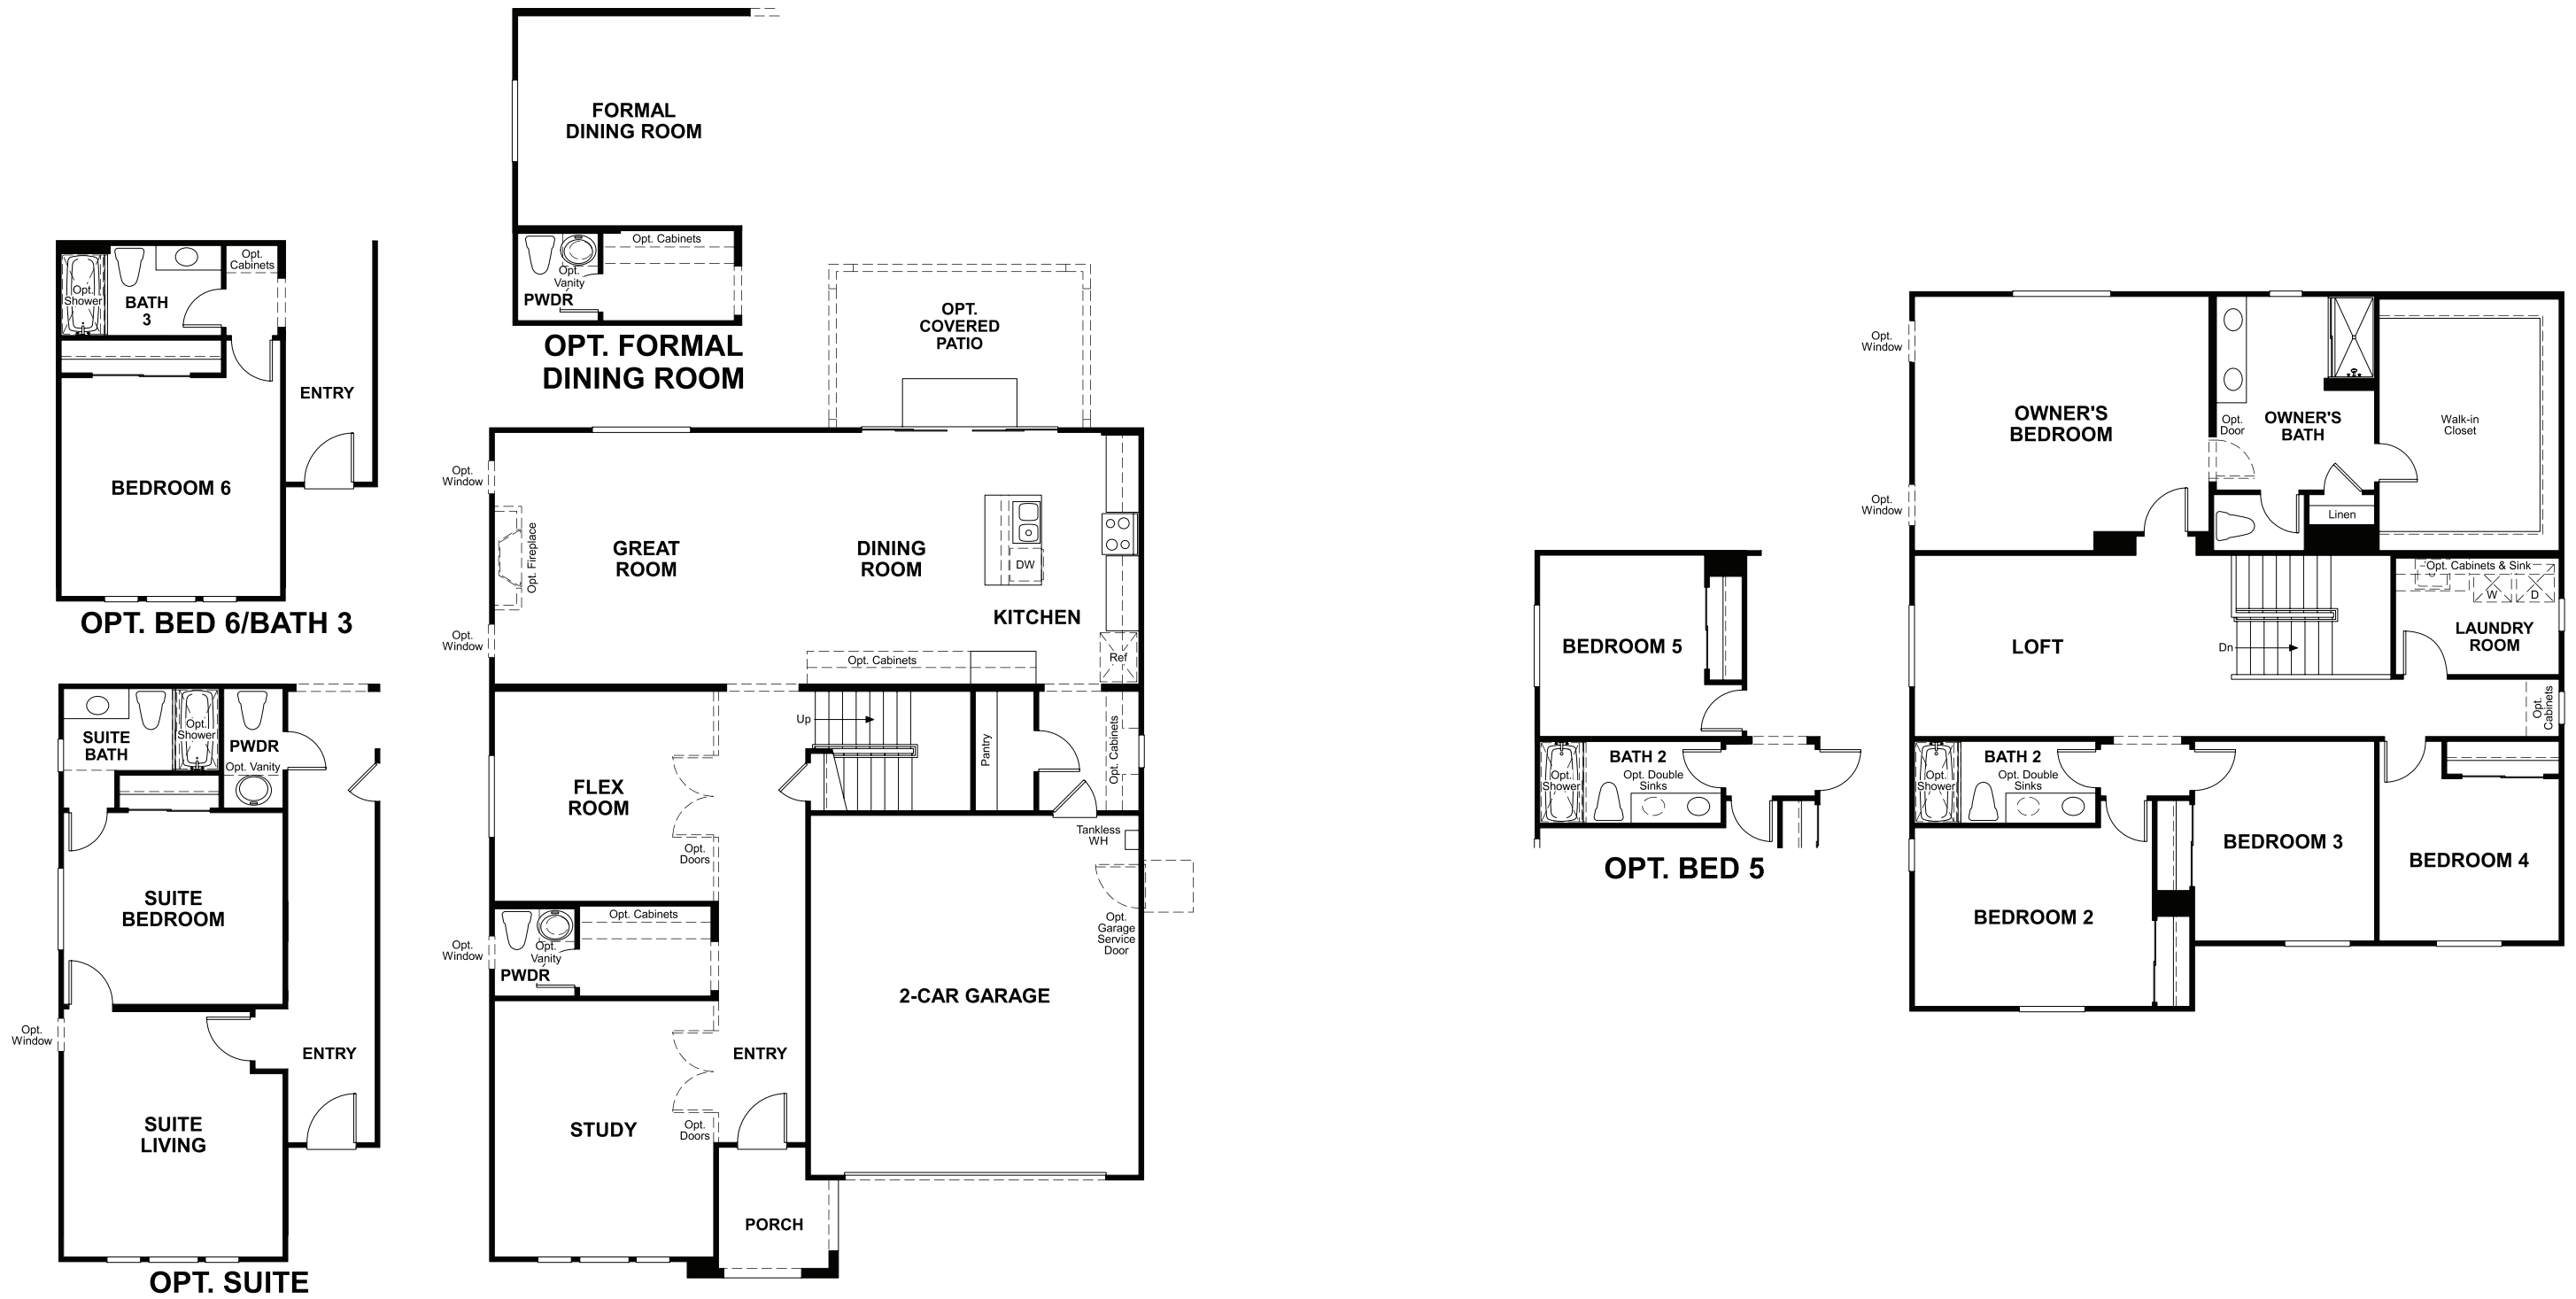 FORMAL
DINING ROOM
Opt. Cabinets
Opt.
Vanity
PWDR
OPT. FORMAL
DINING ROOM
Opt.
Cabinets
Opt.
Shower
BATH
3
ENTRY
BEDROOM 6
OPT. BED 6/BATH 3
SUITE
BATH
Opt.
Shower
PWDR
Opt. Vanity
SUITE
BEDROOM
Opt.
Window
ENTRY
SUITE
LIVING
OPT. SUITE
OPT.
COVERED
PATIO
Opt.
Window
Opt. Fireplace
GREAT
ROOM
DINING
ROOM
DW
KITCHEN
Opt.
Window
Opt. Cabinets
Ref
Up
Pantry
Opt. Cabinets
FLEX
ROOM
Opt.
Doors
Tankless
WH
Opt.
Garage
Service
Door
Opt. Cabinets
Opt.
Window
Opt.
Vanity
PWDR
2-CAR GARAGE
ENTRY
STUDY
Opt.
Doors
PORCH
BEDROOM 5
BATH 2
Opt.
Shower
Opt. Double
Sinks
OPT. BED 5
Opt.
Window
OWNER'S
BEDROOM
Opt.
Door
OWNER'S
BATH
Walk-in
Closet
Opt.
Window
Linen
Opt. Cabinets & Sink
W
D
LAUNDRY
ROOM
LOFT
Dn
Opt.
Cabinets
BATH 2
Opt.
Shower
Opt. Double
Sinks
BEDROOM 3
BEDROOM 4
BEDROOM 2